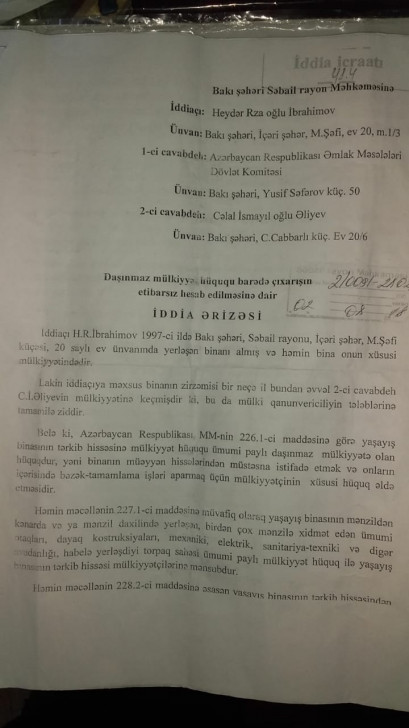 İddia İcraatı
Bakı şəhəri Səbail rayon Məhkəməsinə
İddiaçı: Heydər Rza oğlu İbrahimov
Ünvan: Bakı şəhəri, İçəri şəhər, M.Şəfi, ev 20, m.1/3
1-ci cavabdeh: Azərbaycan Respublikası Əmlak Məsələləri
Dövlət Komitəsi
Ünvan: Bakı şəhəri, Yusif Səfərov küç. 50
2-ci cavabdeh: Cəlal İsmayıl oğlu Əliyev
Ünvan: Bakı şəhəri, C.Cabbarlı küç. Ev 20/6
Daşınmaz mülkiyyət hüququ barədə çıxarışın
etibarsız hesab edilməsinə dair
02 08 18
İDDİA ƏRİZƏSİ
İddiaçı H.R.İbrahimov 1997-ci ildə Bakı şəhəri, Səbail rayonu, İçəri şəhər, M.Şəfi
küçəsi, 20 saylı ev ünvanında yerləşən binanı almış və həmin bina onun xüsusi
mülkiyyətindədir.
Lakin iddiaçıya məxsus binanın zirzəmisi bir neçə il bundan əvvəl 2-ci cavabdeh
C.İ.Əliyevin mülkiyyətinə keçmişdir ki, bu da mülki qanunvericiliyin tələblərinə
tamamilə ziddir.
Belə ki, Azərbaycan Respublikası MM-nin 226.1-ci maddəsinə görə yaşayış
binasının tərkib hissəsinə mülkiyyət hüququ ümumi paylı daşınmaz mülkiyyətə olan
hüquqdur, yəni binanın müəyyən hissələrindən müstəsna istifadə etmək və onların
içərisində bəzək-tamamlama işləri aparmaq üçün mülkiyyətçinin xüsusi hüquq əldə
etməsidir.
Həmin məcəllənin 227.1-ci maddəsinə müvafiq olaraq yaşayış binasının mənzildən
kənarda və ya mənzil daxilində yerləşən, birdən çox mənzilə xidmət edən ümumi
otaqları, dayaq kostruksiyaları, mexaniki, elektrik, sanitariya-texniki və digər
avadanlığı, habelə yerləşdiyi torpaq sahəsi ümumi paylı mülkiyyət hüquq ilə yaşayış
binasının tərkib hissəsi mülkiyyətçilərinə mənsubdur.
Həmin məcəllənin 228.2-ci maddəsinə əsasən yaşayış binasının tərkib hissəsindən